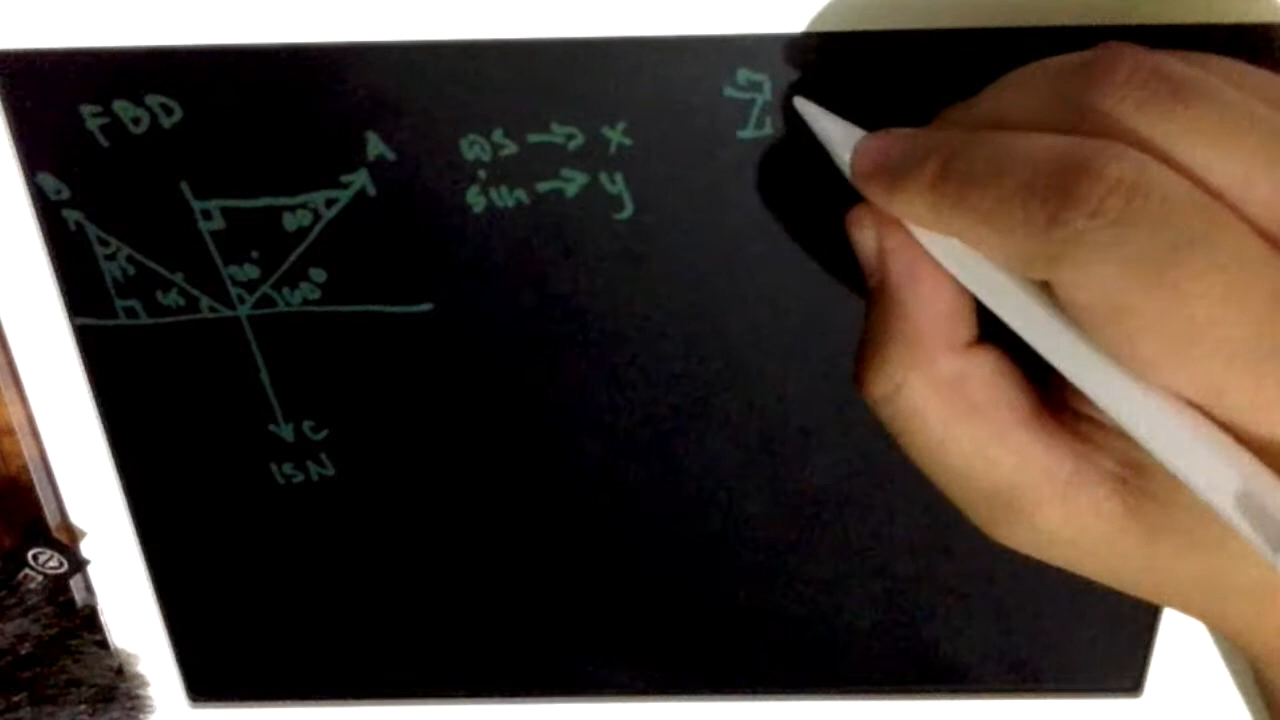 FBD
A
B
cos → x
sin → y
60°
45
45°
30°
60°
C
15N